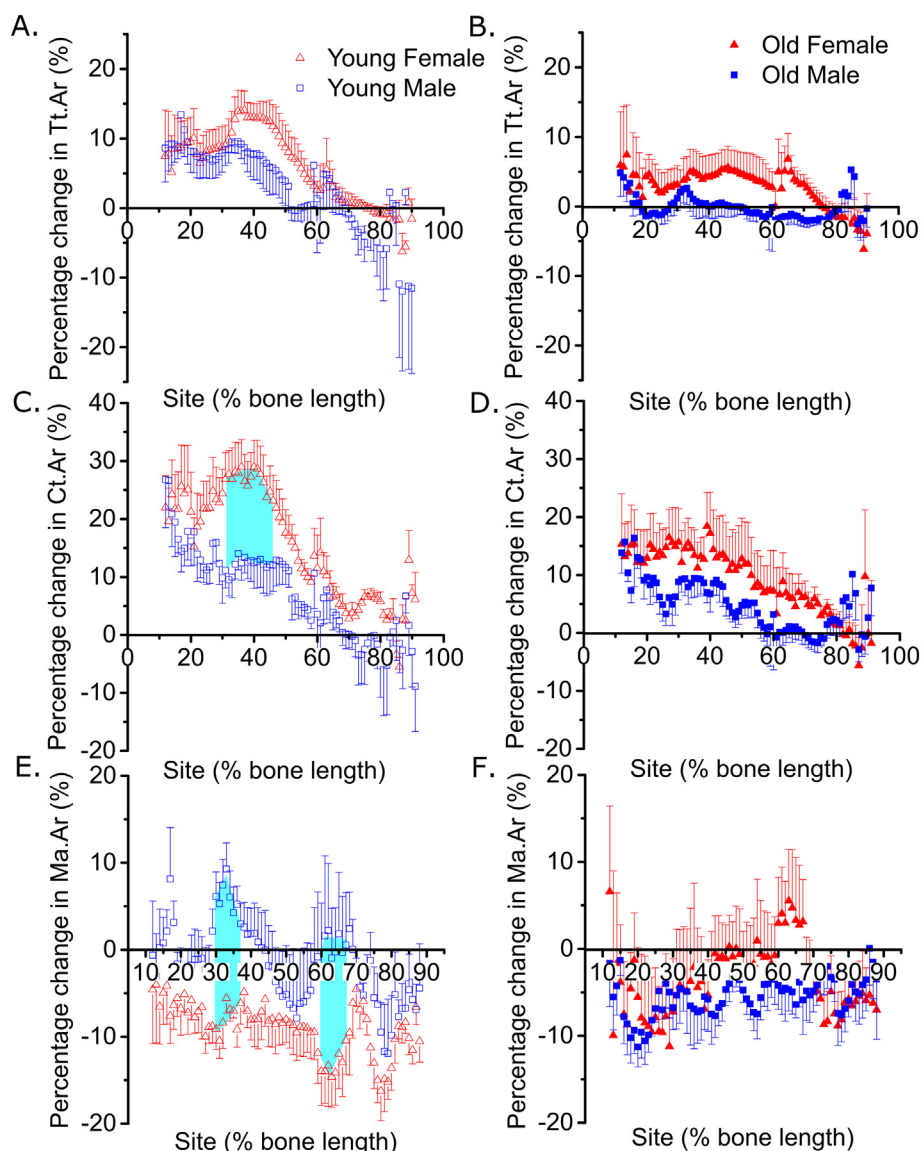 A.
Percentage change in Tt.Ar (%)
20
10
0
-10
-20
0
20
40
60
80
100
Young Female
Young Male
Site (% bone length)
B.
Percentage change in Tt.Ar (%)
20
10
0
-10
-20
20
40
60
80
100
Old Female
Old Male
Site (% bone length)
C.
Percentage change in Ct.Ar (%)
40
30
20
10
0
-10
-20
0
20
40
60
80
100
Site (% bone length)
D.
Percentage change in Ct.Ar (%)
40
30
20
10
0
-10
-20
0
20
40
60
80
100
Site (% bone length)
E.
Percentage change in Ma.Ar (%)
20
10
0
-10
-20
10 20 30 40 50 60 70 80 90
Site (% bone length)
F.
Percentage change in Ma.Ar (%)
20
10
0
-10
-20
10 20 30 40 50 60 70 80 90
Site (% bone length)